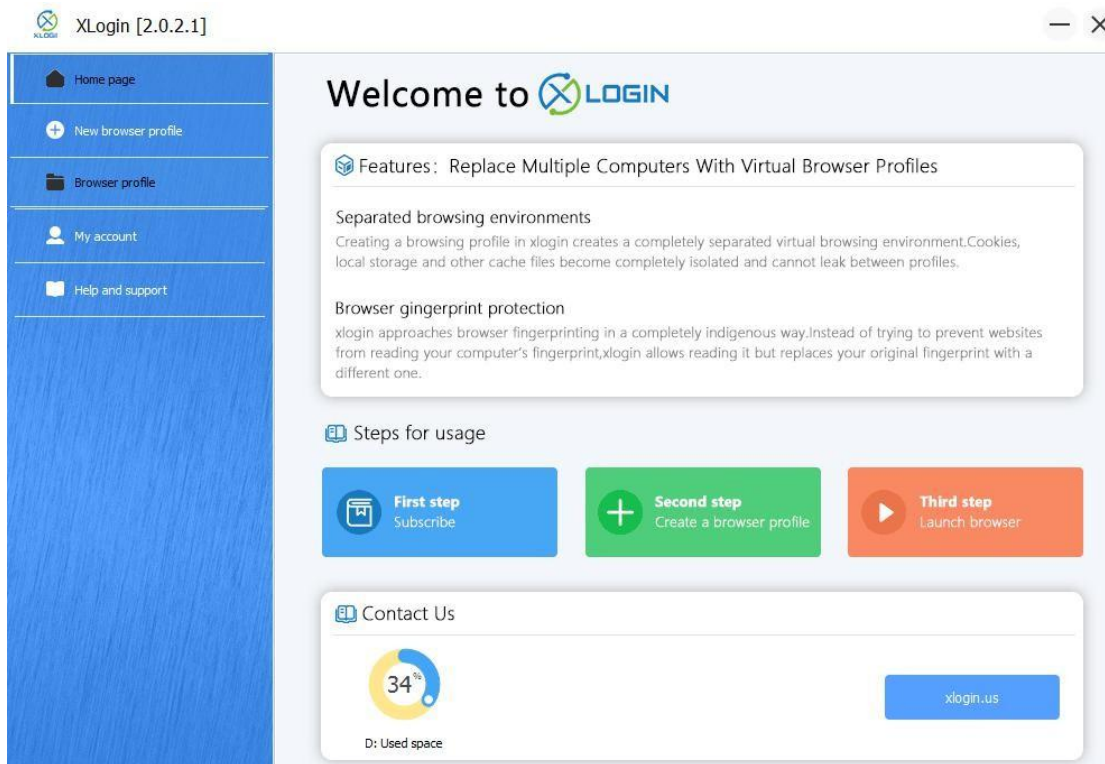 XLOGIN
XLogin [2.0.2.1]
Home page
New browser profile
Browser profile
My account
Help and support
Welcome to XLOGIN
Features: Replace Multiple Computers With Virtual Browser Profiles
Separated browsing environments
Creating a browsing profile in xlogin creates a completely separated virtual browsing environment.Cookies,
local storage and other cache files become completely isolated and cannot leak between profiles.
Browser gingerprint protection
xlogin approaches browser fingerprinting in a completely indigenous way.Instead of trying to prevent websites
from reading your computer's fingerprint,xlogin allows reading it but replaces your original fingerprint with a
different one.
Steps for usage
First step
Subscribe
Second step
Create a browser profile
Third step
Launch browser
Contact Us
34%
D: Used space
xlogin.us